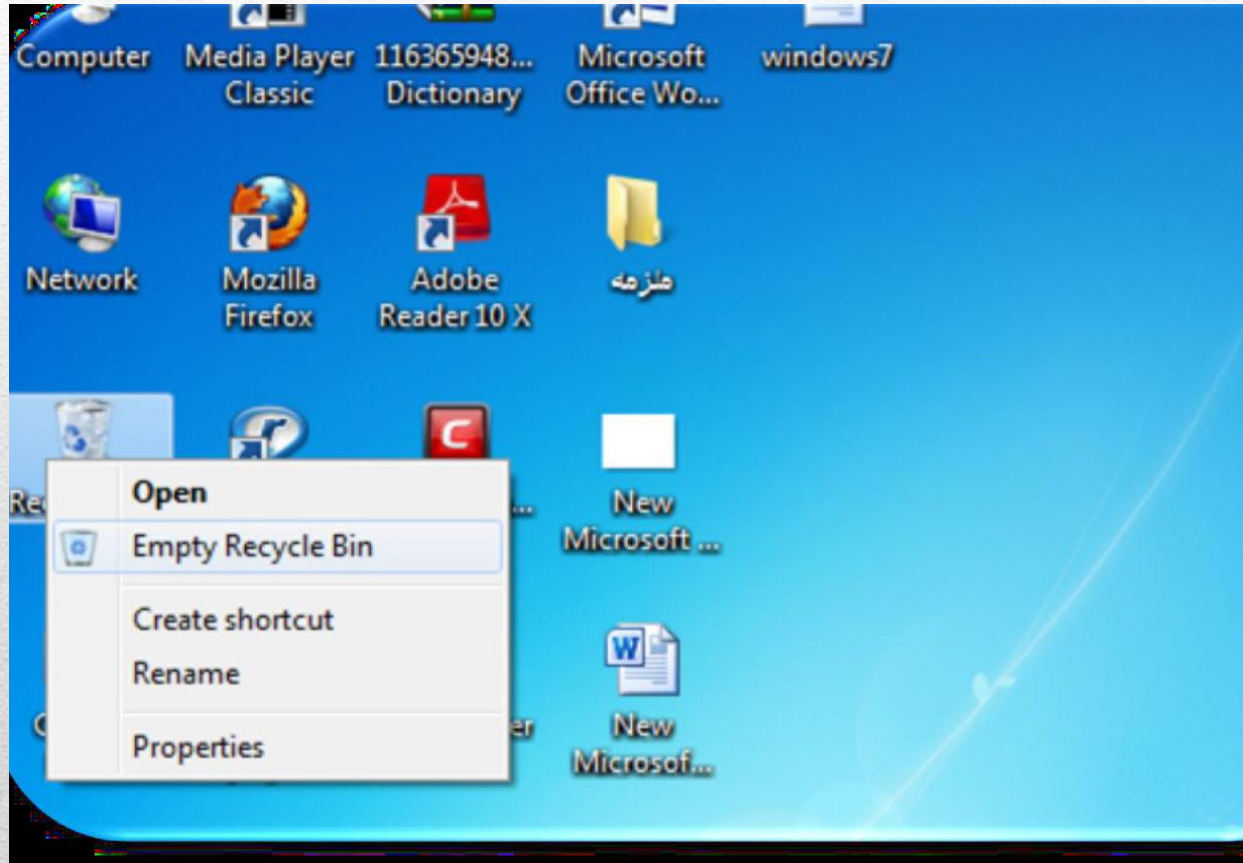 Computer
Media Player
Classic
116365948...
Dictionary
Microsoft
Office Wo...
windows7
Network
Mozilla
Firefox
Adobe
Reader 10 X
ملزمه
New
Microsoft ...
Open
Empty Recycle Bin
Create shortcut
Rename
Properties
New
Microsof...